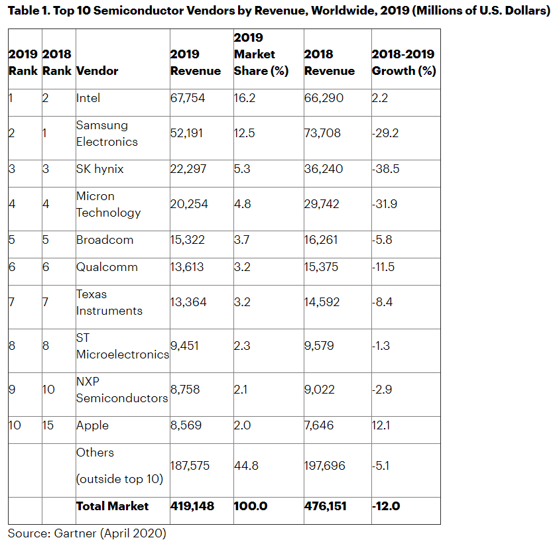 Table 1. Top 10 Semiconductor Vendors by Revenue, Worldwide, 2019 (Millions of U.S. Dollars)
2019 Rank 2018 Rank Vendor 2019 Revenue 2019 Market Share (%) 2018 Revenue 2018-2019 Growth (%)
1 2 Intel 67,754 16.2 66,290 2.2
2 1 Samsung Electronics 52,191 12.5 73,708 -29.2
3 3 SK hynix 22,297 5.3 36,240 -38.5
4 4 Micron Technology 20,254 4.8 29,742 -31.9
5 5 Broadcom 15,322 3.7 16,261 -5.8
6 6 Qualcomm 13,613 3.2 15,375 -11.5
7 7 Texas Instruments 13,364 3.2 14,592 -8.4
8 8 ST Microelectronics 9,451 2.3 9,579 -1.3
9 10 NXP Semiconductors 8,758 2.1 9,022 -2.9
10 15 Apple 8,569 2.0 7,646 12.1
Others (outside top 10) 187,575 44.8 197,696 -5.1
Total Market 419,148 100.0 476,151 -12.0
Source: Gartner (April 2020)